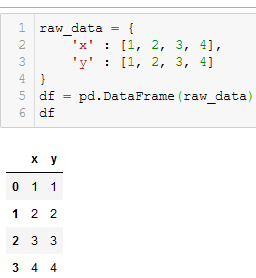 1 raw_data = {
2     'x' : [1, 2, 3, 4],
3     'y' : [1, 2, 3, 4]
4 }
5 df = pd.DataFrame(raw_data)
6 df
x y
0 1 1
1 2 2
2 3 3
3 4 4